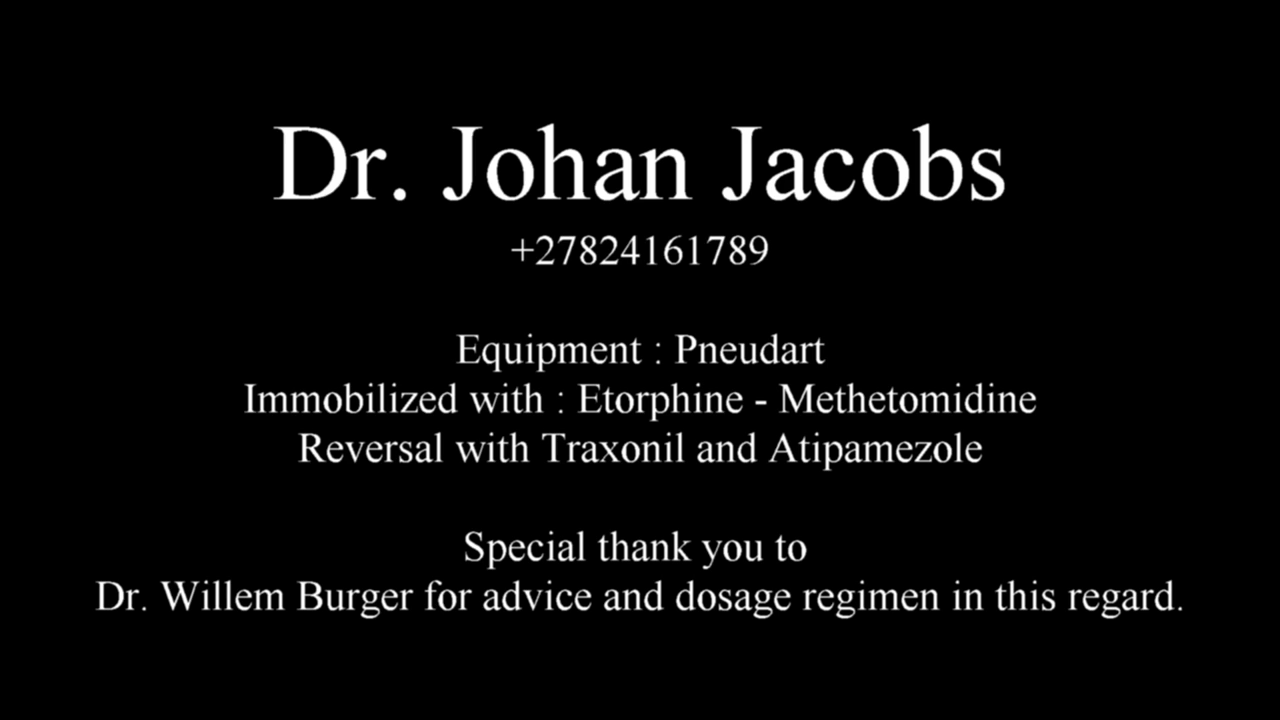 Dr. Johan Jacobs
+27824161789
Equipment : Pneudart
Immobilized with : Etorphine - Methetomidine
Reversal with Traxonil and Atipamezole
Special thank you to
Dr. Willem Burger for advice and dosage regimen in this regard.